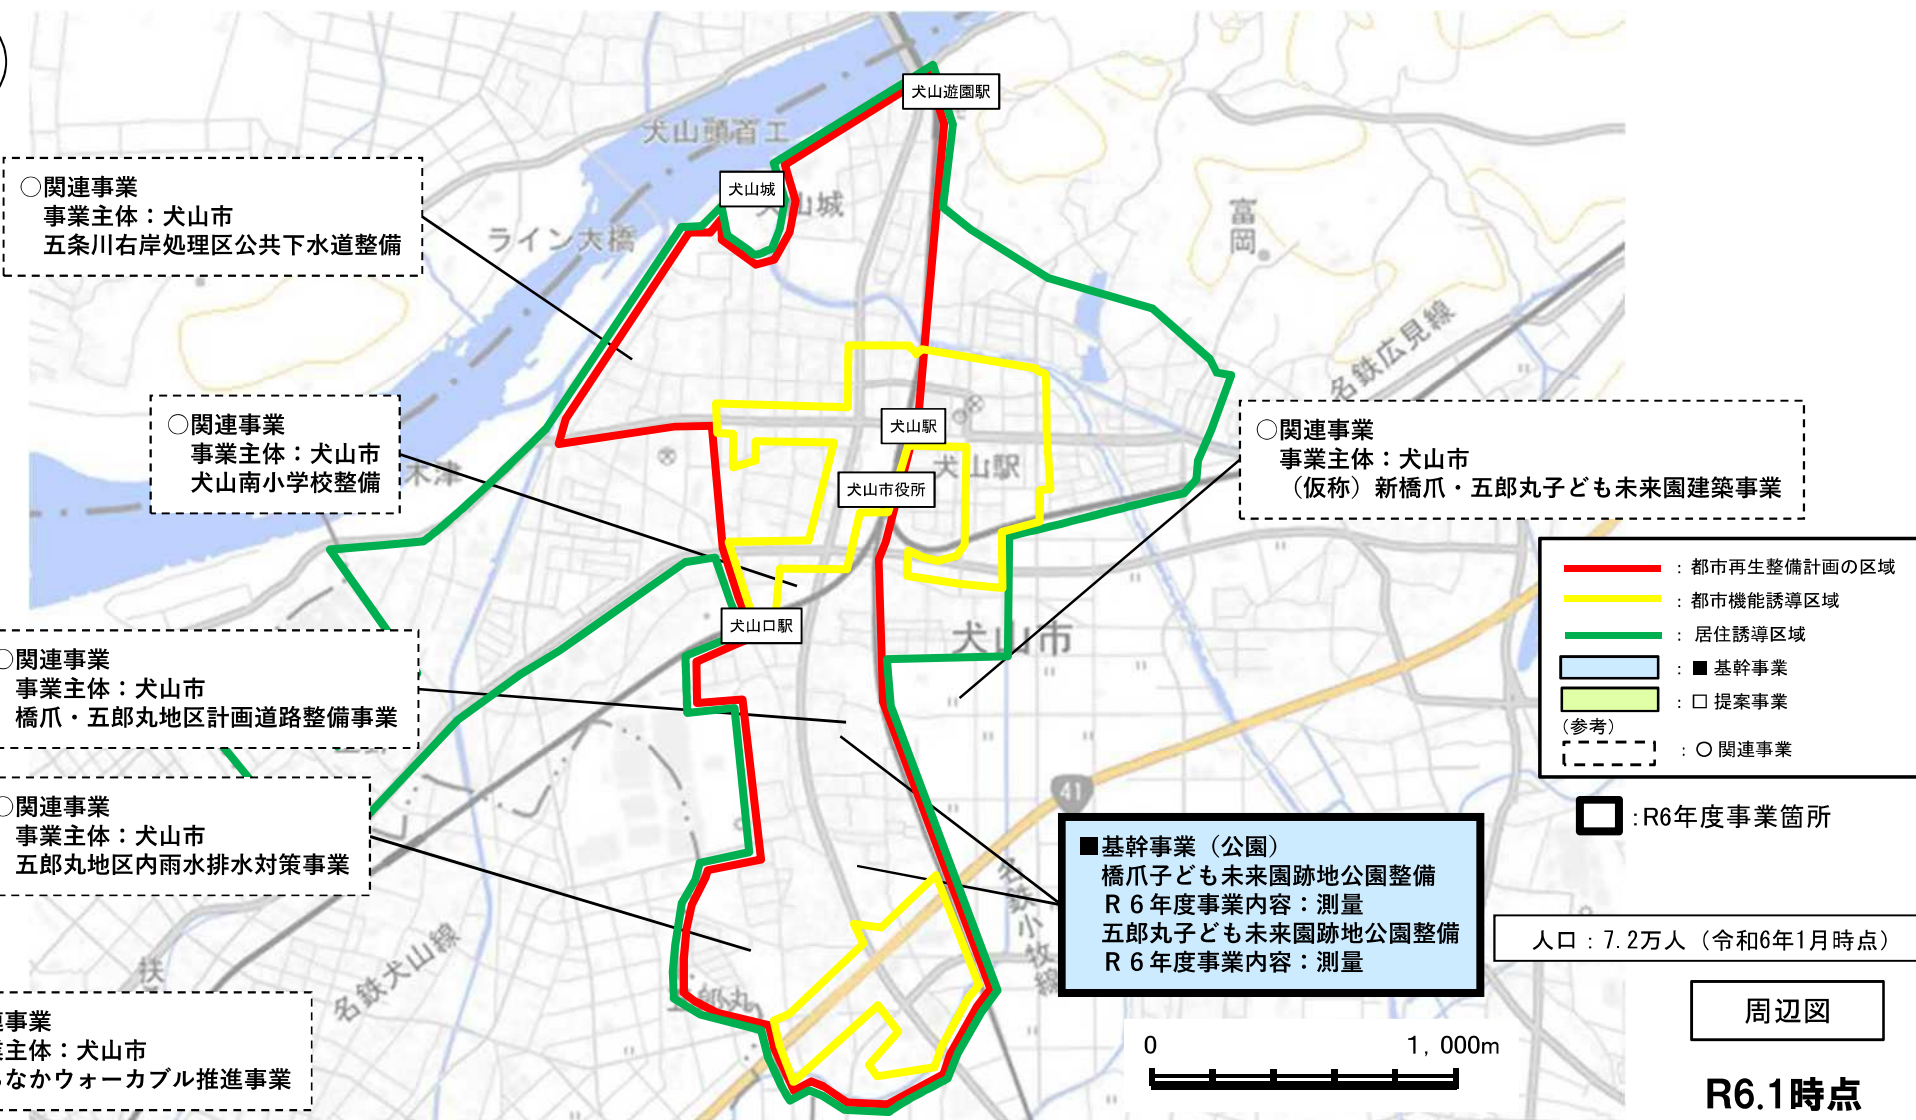 犬山遊園駅
犬山頭首工
○関連事業
事業主体：犬山市
五条川右岸処理区公共下水道整備
犬山城
山城
ライン大橋
富岡
名鉄広見線
○関連事業
事業主体：犬山市
犬山南小学校整備
木津
犬山駅
犬山駅
犬山市役所
○関連事業
事業主体：犬山市
（仮称）新橋爪・五郎丸子ども未来園建築事業
：都市再生整備計画の区域
：都市機能誘導区域
：居住誘導区域
：■基幹事業
：□提案事業
（参考）
：○関連事業
犬山口駅
犬山市
○関連事業
事業主体：犬山市
橋爪・五郎丸地区計画道路整備事業
41
：R6年度事業箇所
○関連事業
事業主体：犬山市
五郎丸地区内雨水排水対策事業
■基幹事業（公園）
橋爪子ども未来園跡地公園整備
Ｒ６年度事業内容：測量
五郎丸子ども未来園跡地公園整備
Ｒ６年度事業内容：測量
小牧線
人口：7.2万人（令和6年1月時点）
扶
名鉄犬山線
五郎丸
周辺図
事業
主体：犬山市
なかウォーカブル推進事業
0 1,000m
R6.1時点